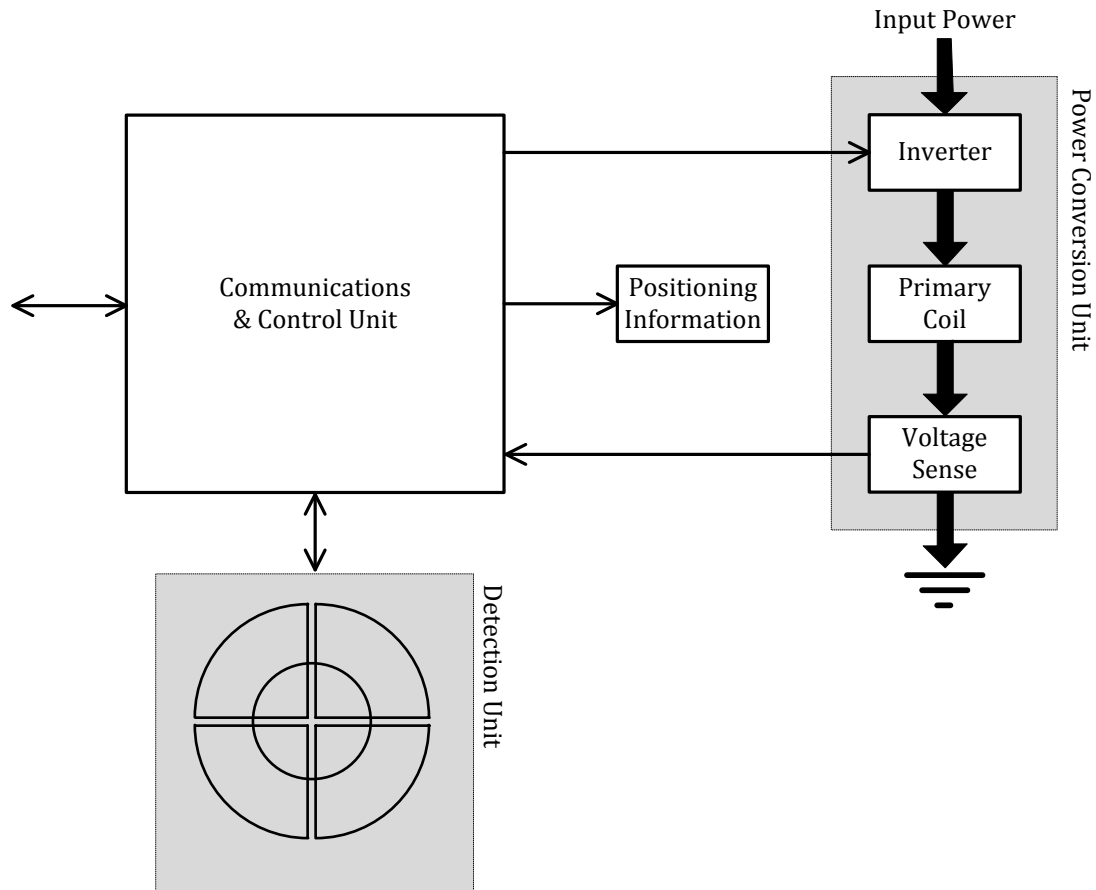 Input Power
Power Conversion Unit
Inverter
Communications
& Control Unit
Positioning
Information
Primary
Coil
Voltage
Sense
Detection Unit